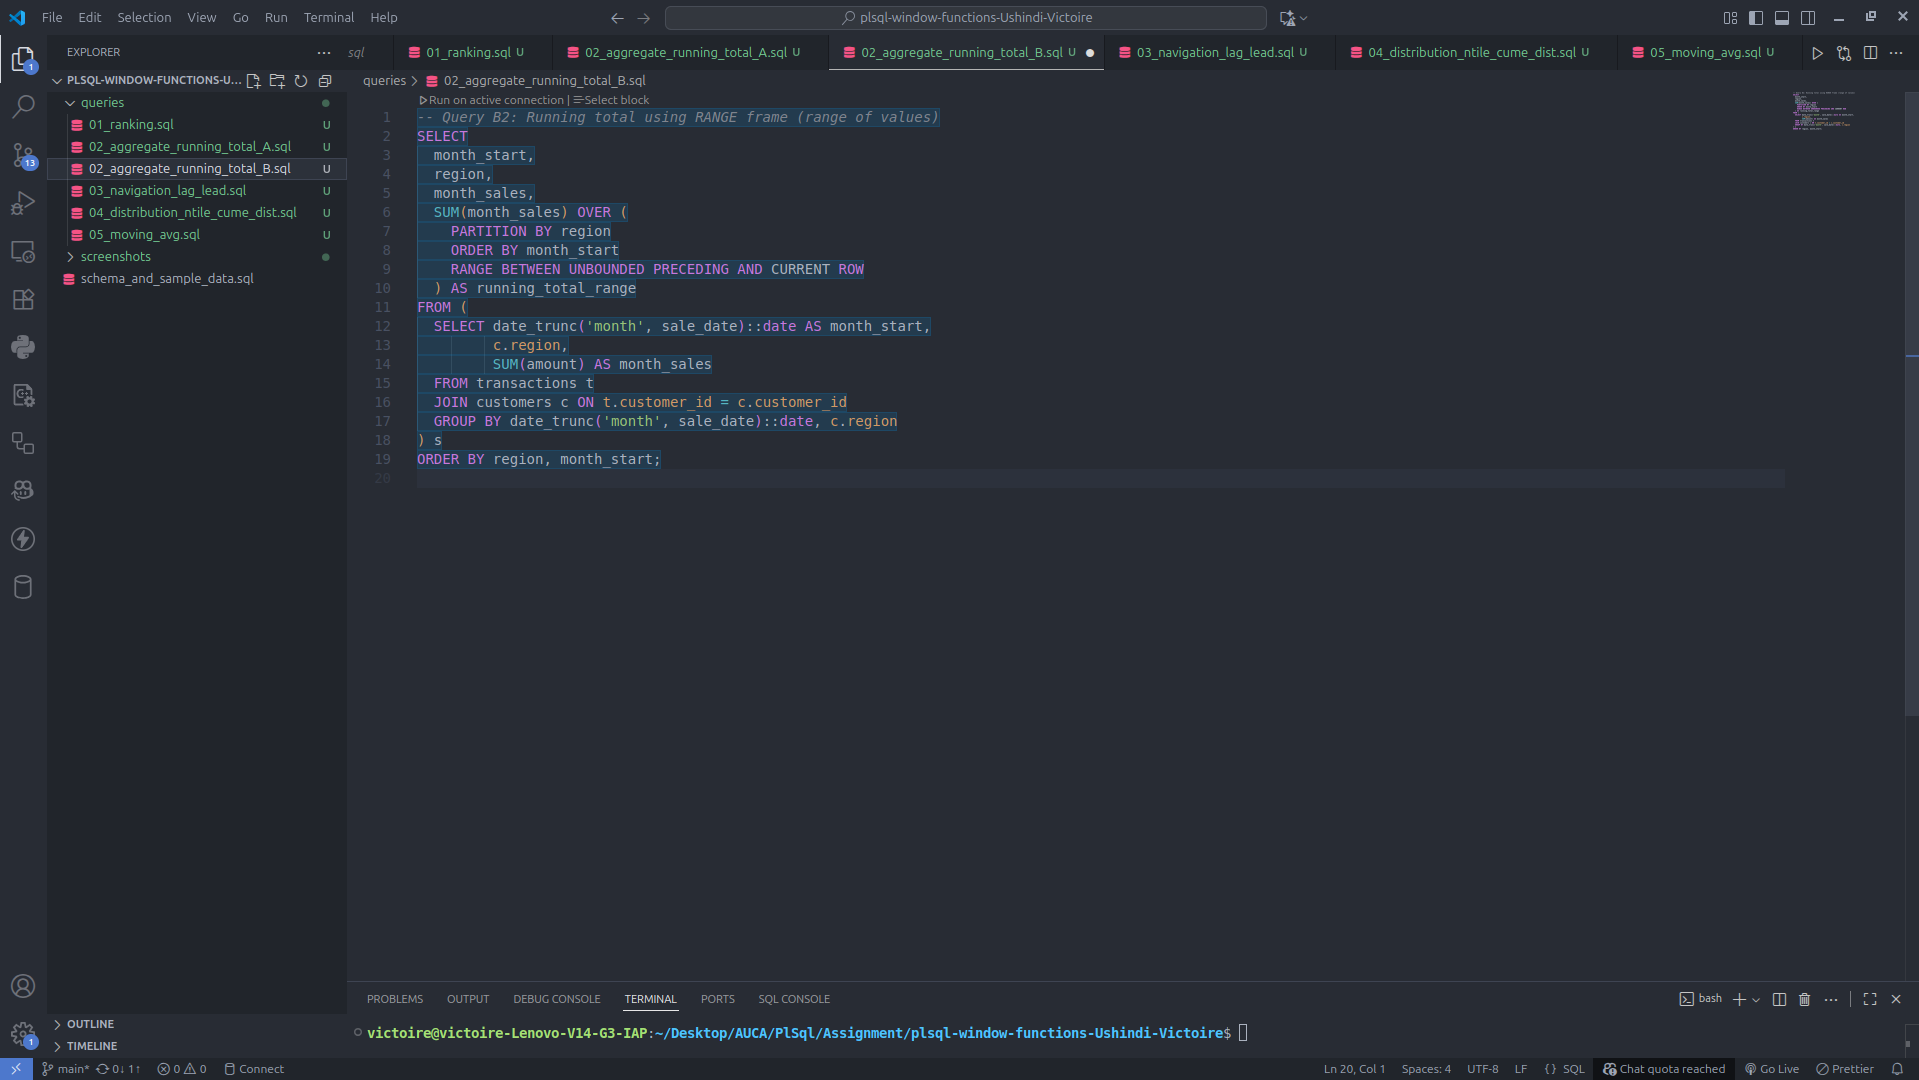 File Edit Selection View Go Run Terminal Help
plsql-window-functions-Ushindi-Victoire
EXPLORER
sql
01_ranking.sql U
02_aggregate_running_total_A.sql U
02_aggregate_running_total_B.sql U
03_navigation_lag_lead.sql U
04_distribution_ntile_cume_dist.sql U
05_moving_avg.sql U
PLSQL-WINDOW-FUNCTIONS-U...
queries
01_ranking.sql U
02_aggregate_running_total_A.sql U
02_aggregate_running_total_B.sql U
03_navigation_lag_lead.sql U
04_distribution_ntile_cume_dist.sql U
05_moving_avg.sql U
screenshots
schema_and_sample_data.sql
1
13
queries > 02_aggregate_running_total_B.sql
Run on active connection | Select block
1 -- Query B2: Running total using RANGE frame (range of values)
2 SELECT
3 month_start,
4 region,
5 month_sales,
6 SUM(month_sales) OVER (
7 PARTITION BY region
8 ORDER BY month_start
9 RANGE BETWEEN UNBOUNDED PRECEDING AND CURRENT ROW
10 ) AS running_total_range
11 FROM (
12 SELECT date_trunc('month', sale_date)::date AS month_start,
13 c.region,
14 SUM(amount) AS month_sales
15 FROM transactions t
16 JOIN customers c ON t.customer_id = c.customer_id
17 GROUP BY date_trunc('month', sale_date)::date, c.region
18 ) s
19 ORDER BY region, month_start;
20
PROBLEMS OUTPUT DEBUG CONSOLE TERMINAL PORTS SQL CONSOLE
bash
victoire@victoire-Lenovo-V14-G3-IAP:~/Desktop/AUCA/PlSql/Assignment/plsql-window-functions-Ushindi-Victoire$
OUTLINE
TIMELINE
1
main* 0↓ 1↑ 0 0 Connect
Ln 20, Col 1 Spaces: 4 UTF-8 LF {} SQL Chat quota reached Go Live Prettier